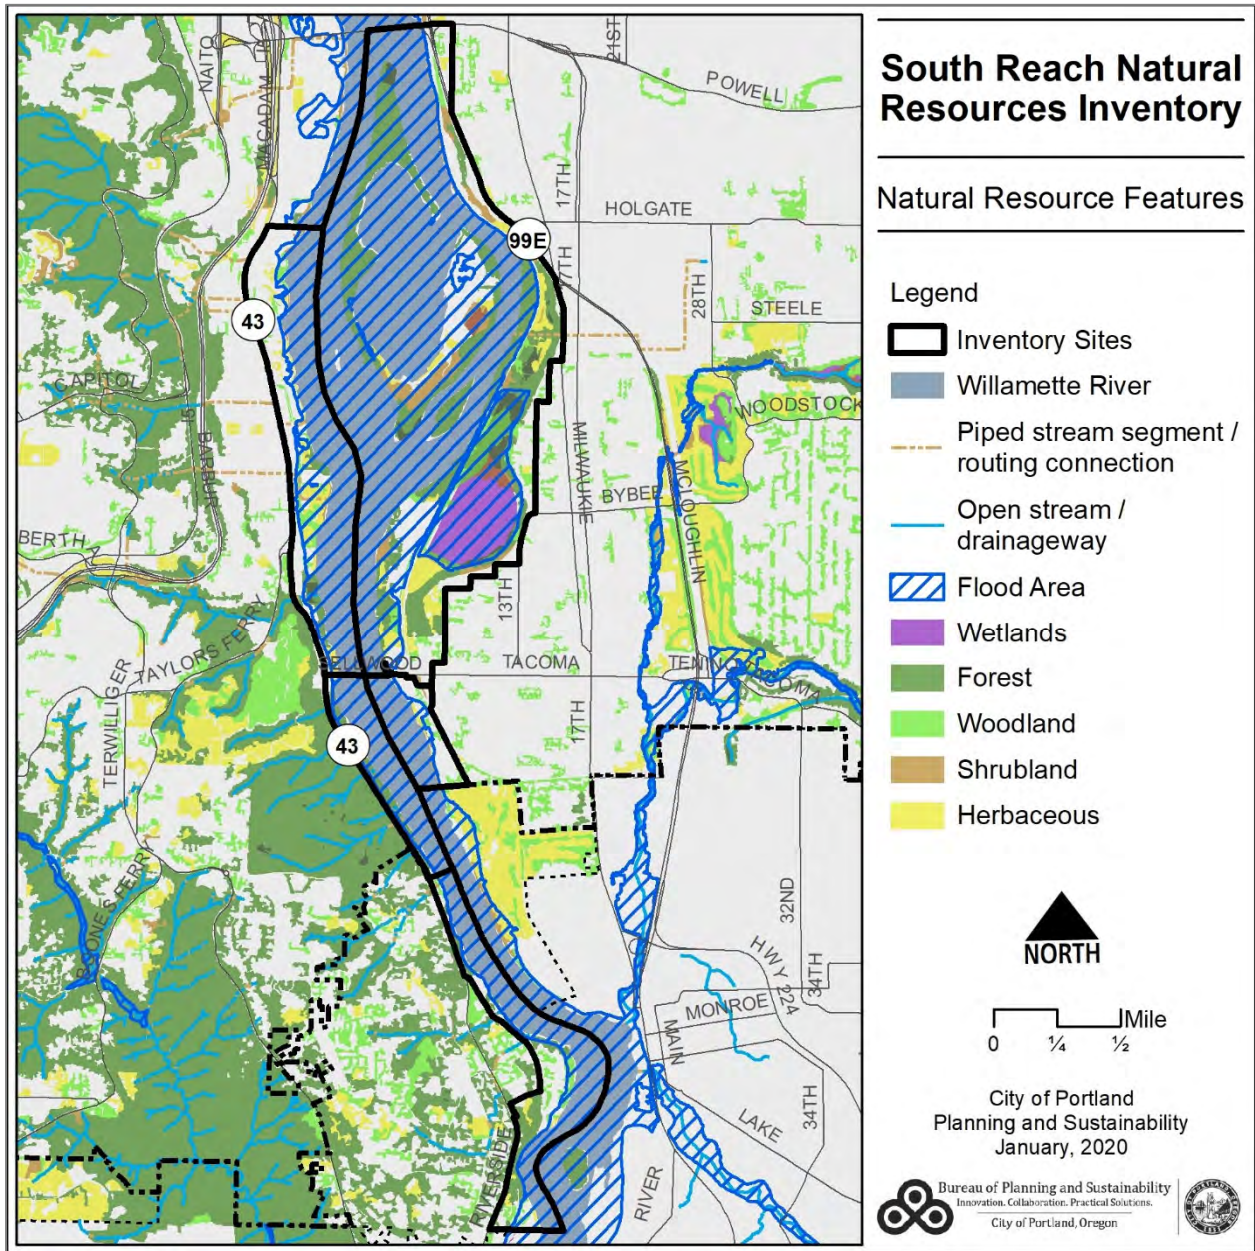 NAITO
MACADAM
21ST
POWELL
17TH
HOLGATE
99E
17TH
28TH
43
STEELE
CAPITOL
I5
BARBUR
WOODSTOCK
MILWAUKIE
BYBEE
MCLOUGHLIN
BERTHA
13TH
TAYLORS FERRY
SELLWOOD
TACOMA
TENINO
TACOMA
TERWILLIGER
17TH
43
BOONES FERRY
32ND
34TH
HWY 224
MONROE
MAIN
LAKE
34TH
RIVERSIDE
RIVER
South Reach Natural
Resources Inventory
Natural Resource Features
Legend
Inventory Sites
Willamette River
Piped stream segment /
routing connection
Open stream /
drainageway
Flood Area
Wetlands
Forest
Woodland
Shrubland
Herbaceous
NORTH
Mile
0 ¼ ½
City of Portland
Planning and Sustainability
January, 2020
Bureau of Planning and Sustainability
Innovation. Collaboration. Practical Solutions.
City of Portland, Oregon